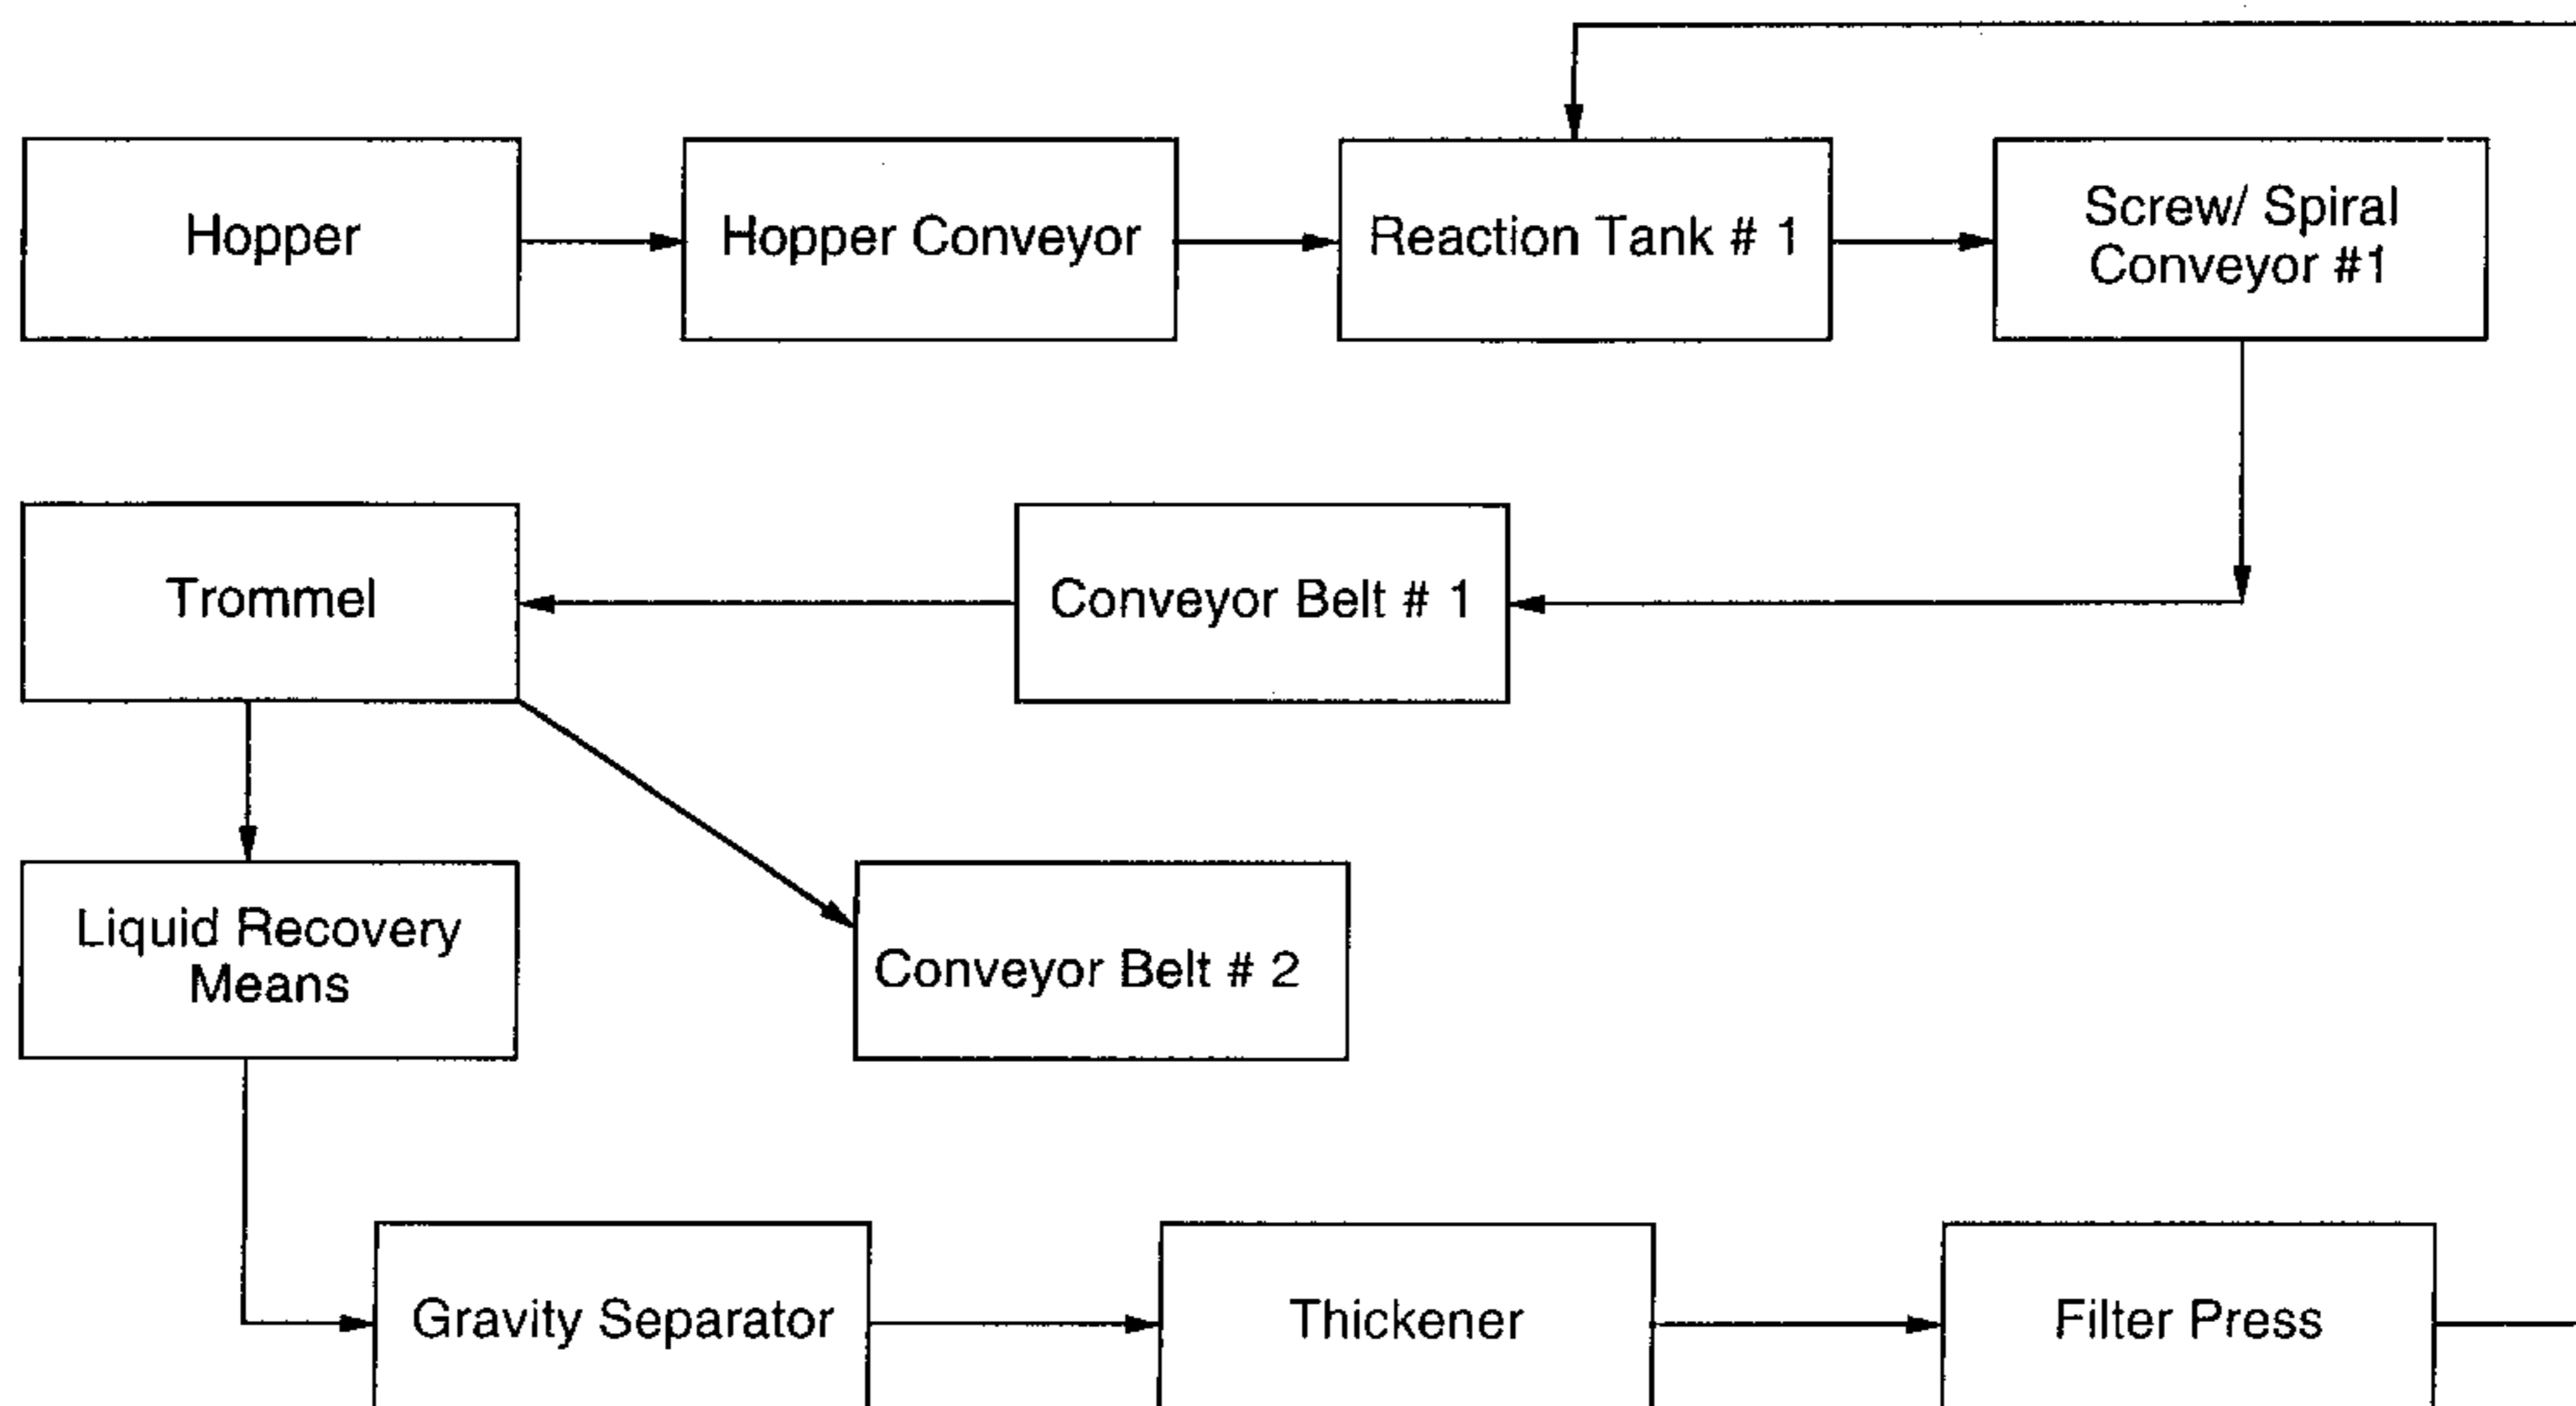 Hopper
Hopper Conveyor
Reaction Tank # 1
Screw/ Spiral
Conveyor #1
Trommel
Conveyor Belt # 1
Liquid Recovery
Means
Conveyor Belt # 2
Gravity Separator
Thickener
Filter Press